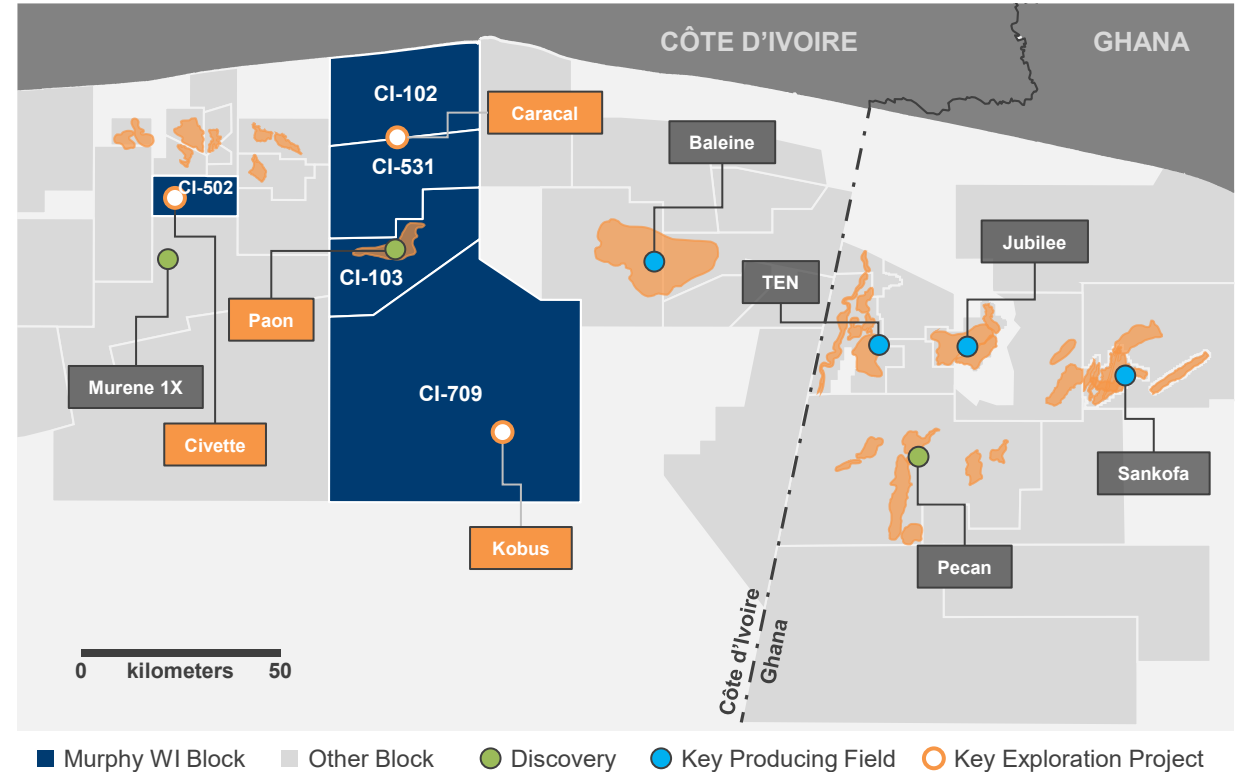 CÔTE D'IVOIRE
GHANA
CI-102
Caracal
Baleine
CI-531
CI-502
Jubilee
CI-103
TEN
Paon
Murene 1X
CI-709
Civette
Sankofa
Kobus
Pecan
Côte d'Ivoire
Ghana
0 kilometers 50
Murphy WI Block Other Block Discovery Key Producing Field Key Exploration Project